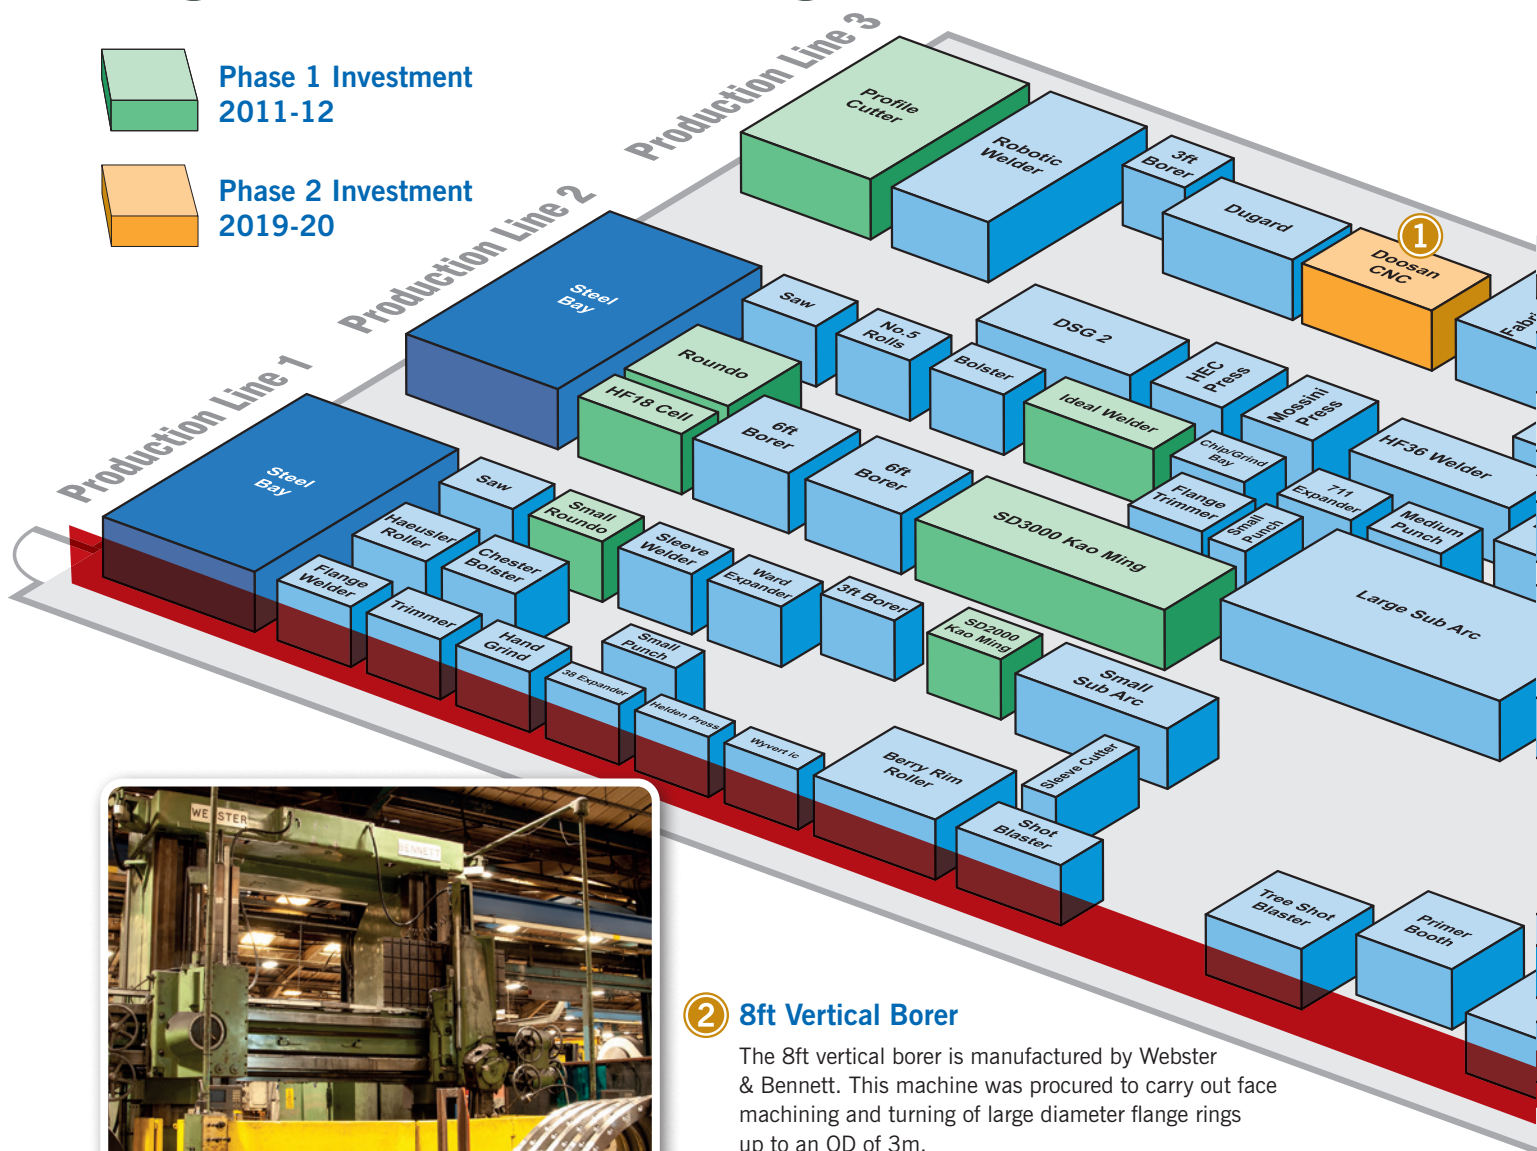 Phase 1 Investment
2011-12
Phase 2 Investment
2019-20
Production Line 3
Production Line 2
Production Line 1
Profile
Cutter
Robotic
Welder
3ft
Borer
Dugard
1
Doosan
CNC
Steel
Bay
Saw
No.5
Rolls
Bolster
DSG 2
HEC
Press
Mossini
Press
HF36 Welder
Roundo
HF18 Cell
6ft
Borer
6ft
Borer
Ideal Welder
Chip/Grind
Bay
Flange
Trimmer
Small
Punch
711
Expander
Medium
Punch
SD3000 Kao Ming
Large Sub Arc
Steel
Bay
Saw
Small
Roundo
Haeusler
Roller
Chester
Bolster
Sleeve
Welder
Ward
Expander
3ft Borer
SD2000
Kao Ming
Small
Sub Arc
Flange
Welder
Trimmer
Hand
Grind
Small
Punch
38 Expander
Helden Press
Wyvert ic
Berry Rim
Roller
Sleeve Cutter
Shot
Blaster
Tree Shot
Blaster
Primer
Booth
BENNETT
2 8ft Vertical Borer
The 8ft vertical borer is manufactured by Webster
& Bennett. This machine was procured to carry out face
machining and turning of large diameter flange rings
up to an OD of 3m.